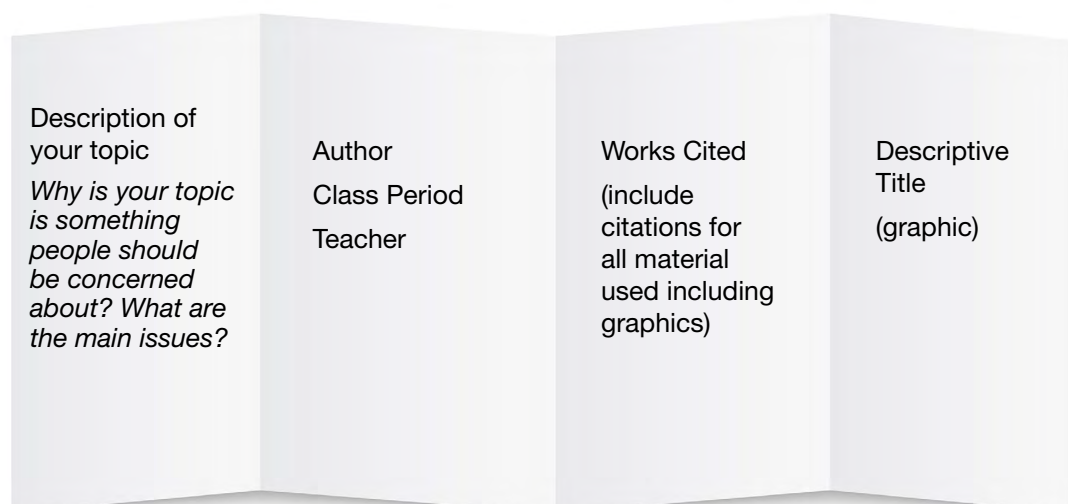 Description of
your topic
Why is your topic
is something
people should
be concerned
about? What are
the main issues?
Author
Class Period
Teacher
Works Cited
(include
citations for
all material
used including
graphics)
Descriptive
Title
(graphic)